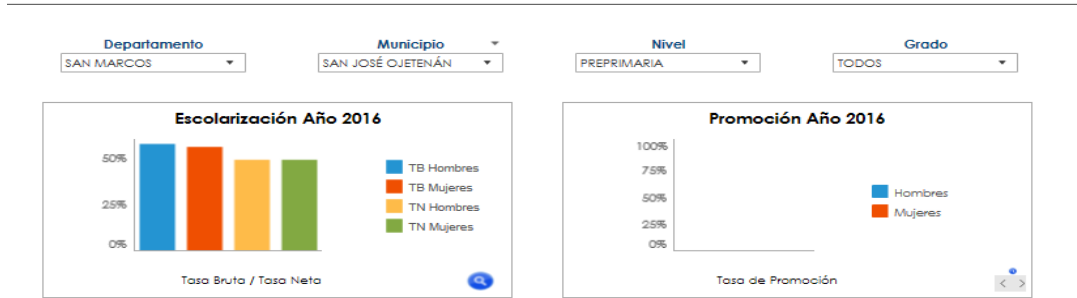 Departamento Municipio Nivel Grado
SAN MARCOS SAN JOSÉ OJETENÁN PREPRIMARIA TODOS
Escolarización Año 2016
50%
25%
0%
TB Hombres
TB Mujeres
TN Hombres
TN Mujeres
Tasa Bruta / Tasa Neta
Promoción Año 2016
100%
75%
50%
25%
0%
Hombres
Mujeres
Tasa de Promoción